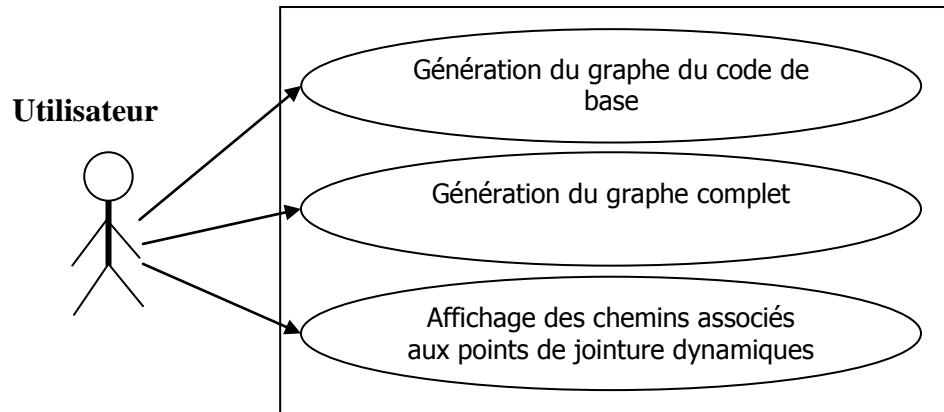 Génération du graphe du code de
base
Utilisateur
Génération du graphe complet
Affichage des chemins associés
aux points de jointure dynamiques